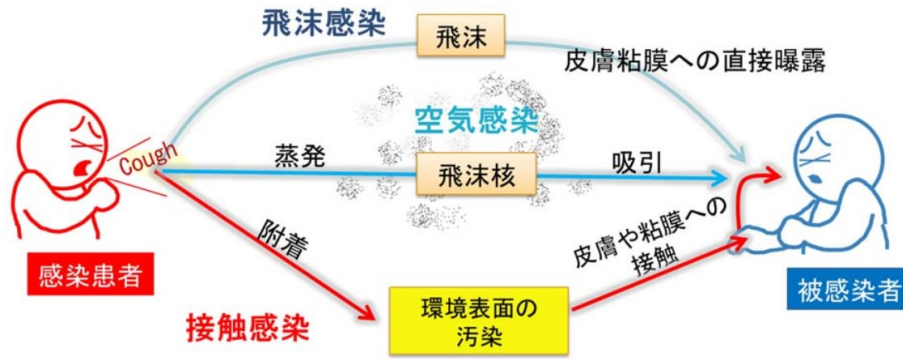 飛沫感染
飛沫
皮膚粘膜への直接曝露
空気感染
Cough
蒸発
飛沫核
吸引
附着
皮膚や粘膜への
接触
感染患者
被感染者
接触感染
環境表面の
汚染